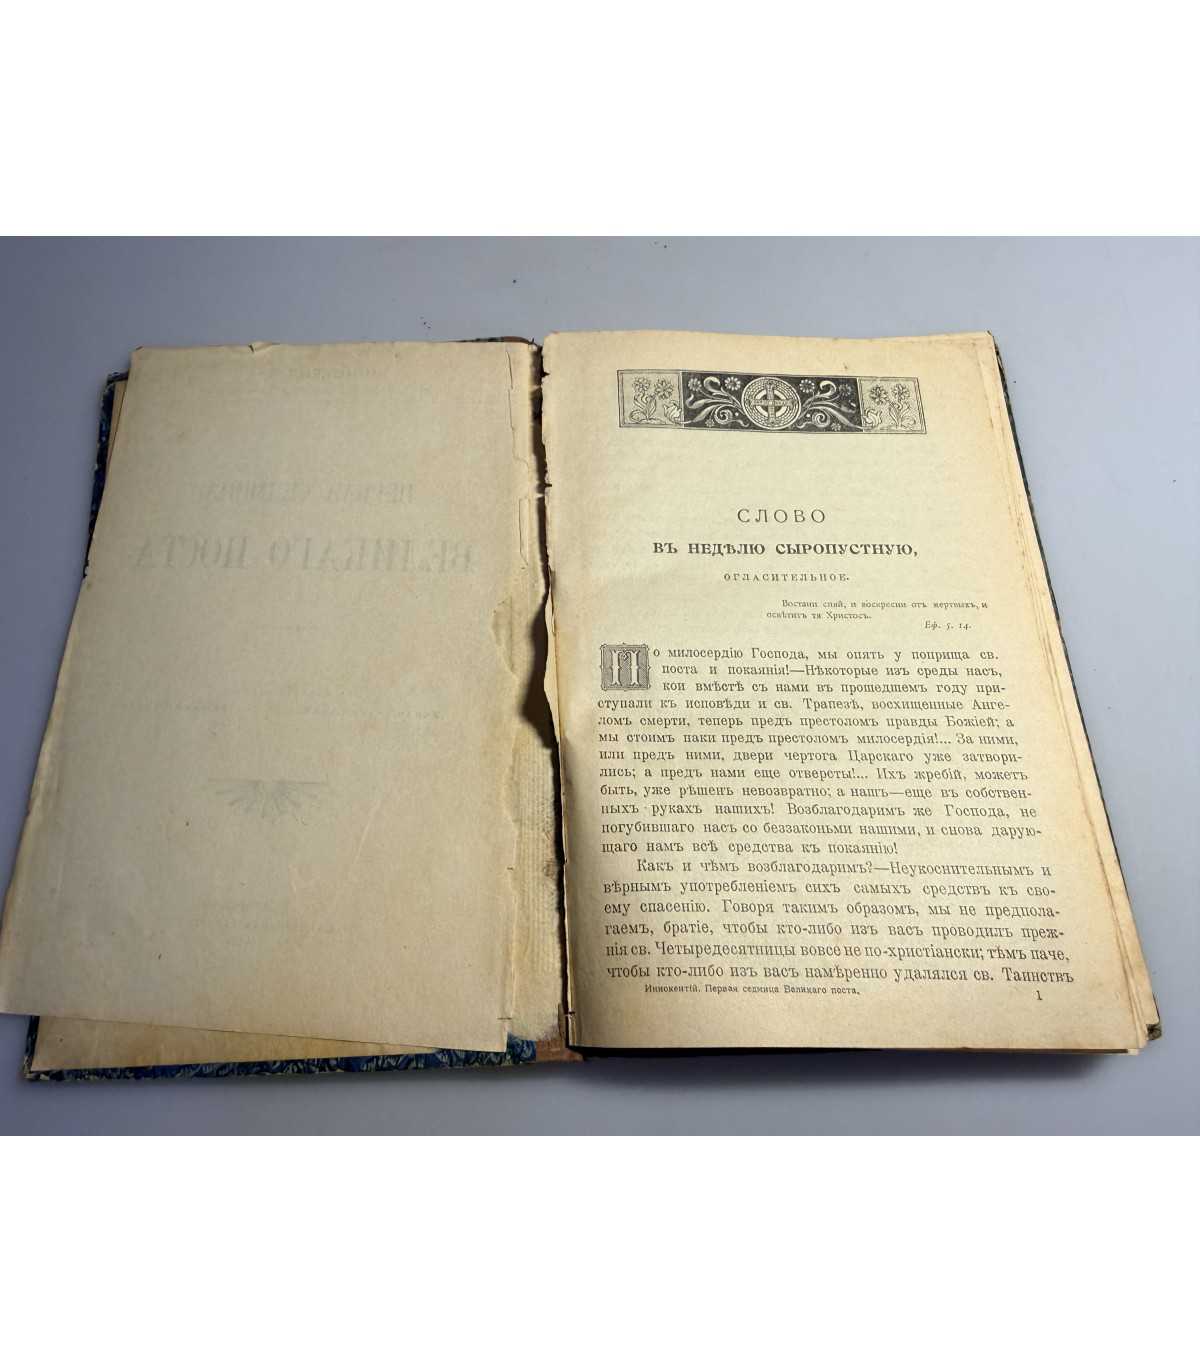 СЛОВО
ВЪ НЕДѢЛЮ СЫРОПУСТНУЮ,
ОГЛАСИТЕЛЬНОЕ.
Востани спяй, и воскресни отъ мертвыхъ, и
освѣтитъ тя Христосъ.
Еф. 5. 14.
По милосердію Господа, мы опять у поприща св.
поста и покаянія!—Нѣкоторые изъ среды насъ,
кои вмѣстѣ съ нами въ прошедшемъ году при-
ступали къ исповѣди и св. Трапезѣ, восхищенные Анге-
ломъ смерти, теперь предъ престоломъ правды Божіей; а
мы стоимъ паки предъ престоломъ милосердія!... За ними,
или предъ ними, двери чертога Царскаго уже затвори-
лись; а предъ нами еще отверсты!... Ихъ жребій, можетъ
быть, уже рѣшенъ невозвратно; а нашъ—еще въ собствен-
ныхъ рукахъ нашихъ! Возблагодаримъ же Господа, не
погубившаго насъ со беззаконьми нашими, и снова дарую-
щаго намъ всѣ средства къ покаянію!
Какъ и чѣмъ возблагодаримъ?—Неукоснительнымъ и
вѣрнымъ употребленіемъ сихъ самыхъ средствъ къ сво-
ему спасенію. Говоря такимъ образомъ, мы не предпола-
гаемъ, братіе, чтобы кто-либо изъ васъ проводилъ преж-
нія св. Четыредесятницы вовсе не по-христіански; тѣмъ паче,
чтобы кто-либо изъ васъ намѣренно удалялся св. Таинствъ
Иннокентій. Первая седмица Великаго поста.
1
ПЕРВАЯ СЕДМИЦА
ВЕЛИКАГО ПОСТА